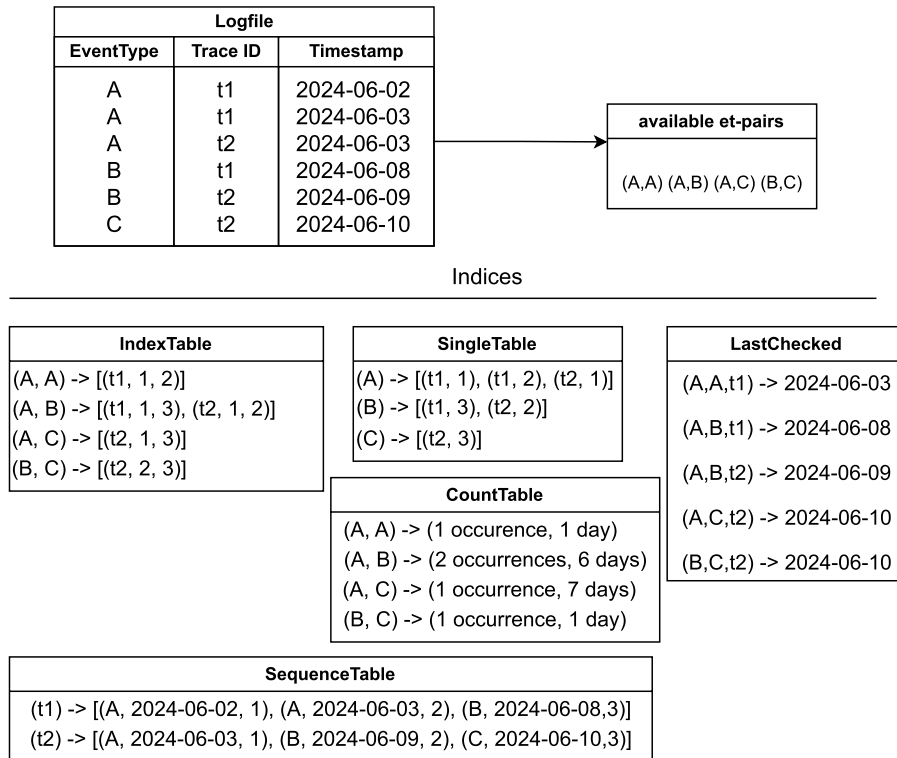 Logfile
EventType Trace ID Timestamp
A t1 2024-06-02
A t1 2024-06-03
A t2 2024-06-03
B t1 2024-06-08
B t2 2024-06-09
C t2 2024-06-10
available et-pairs
(A,A) (A,B) (A,C) (B,C)
Indices
IndexTable
(A, A) -> [(t1, 1, 2)]
(A, B) -> [(t1, 1, 3), (t2, 1, 2)]
(A, C) -> [(t2, 1, 3)]
(B, C) -> [(t2, 2, 3)]
SingleTable
(A) -> [(t1, 1), (t1, 2), (t2, 1)]
(B) -> [(t1, 3), (t2, 2)]
(C) -> [(t2, 3)]
LastChecked
(A,A,t1) -> 2024-06-03
(A,B,t1) -> 2024-06-08
(A,B,t2) -> 2024-06-09
(A,C,t2) -> 2024-06-10
(B,C,t2) -> 2024-06-10
CountTable
(A, A) -> (1 occurence, 1 day)
(A, B) -> (2 occurrences, 6 days)
(A, C) -> (1 occurrence, 7 days)
(B, C) -> (1 occurrence, 1 day)
SequenceTable
(t1) -> [(A, 2024-06-02, 1), (A, 2024-06-03, 2), (B, 2024-06-08,3)]
(t2) -> [(A, 2024-06-03, 1), (B, 2024-06-09, 2), (C, 2024-06-10,3)]